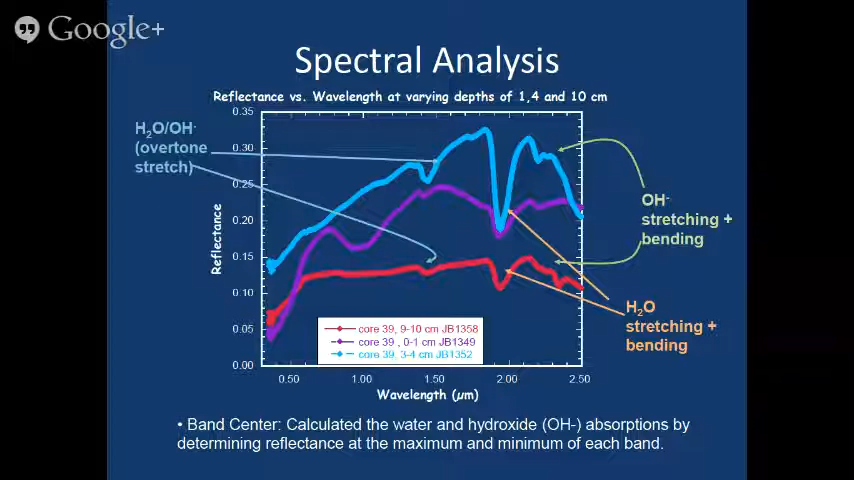 Google+
Spectral Analysis
Reflectance vs. Wavelength at varying depths of 1,4 and 10 cm
H₂O/OH⁻
(overtone
stretch)
0.35
0.30
0.25
0.20
0.15
0.10
0.05
0.00
Reflectance
core 39, 9-10 cm JB1358
core 39 , 0-1 cm JB1349
core 39, 3-4 cm JB1352
0.50
1.00
1.50
2.00
2.50
Wavelength (μm)
OH⁻
stretching +
bending
H₂O
stretching +
bending
• Band Center: Calculated the water and hydroxide (OH-) absorptions by
determining reflectance at the maximum and minimum of each band.